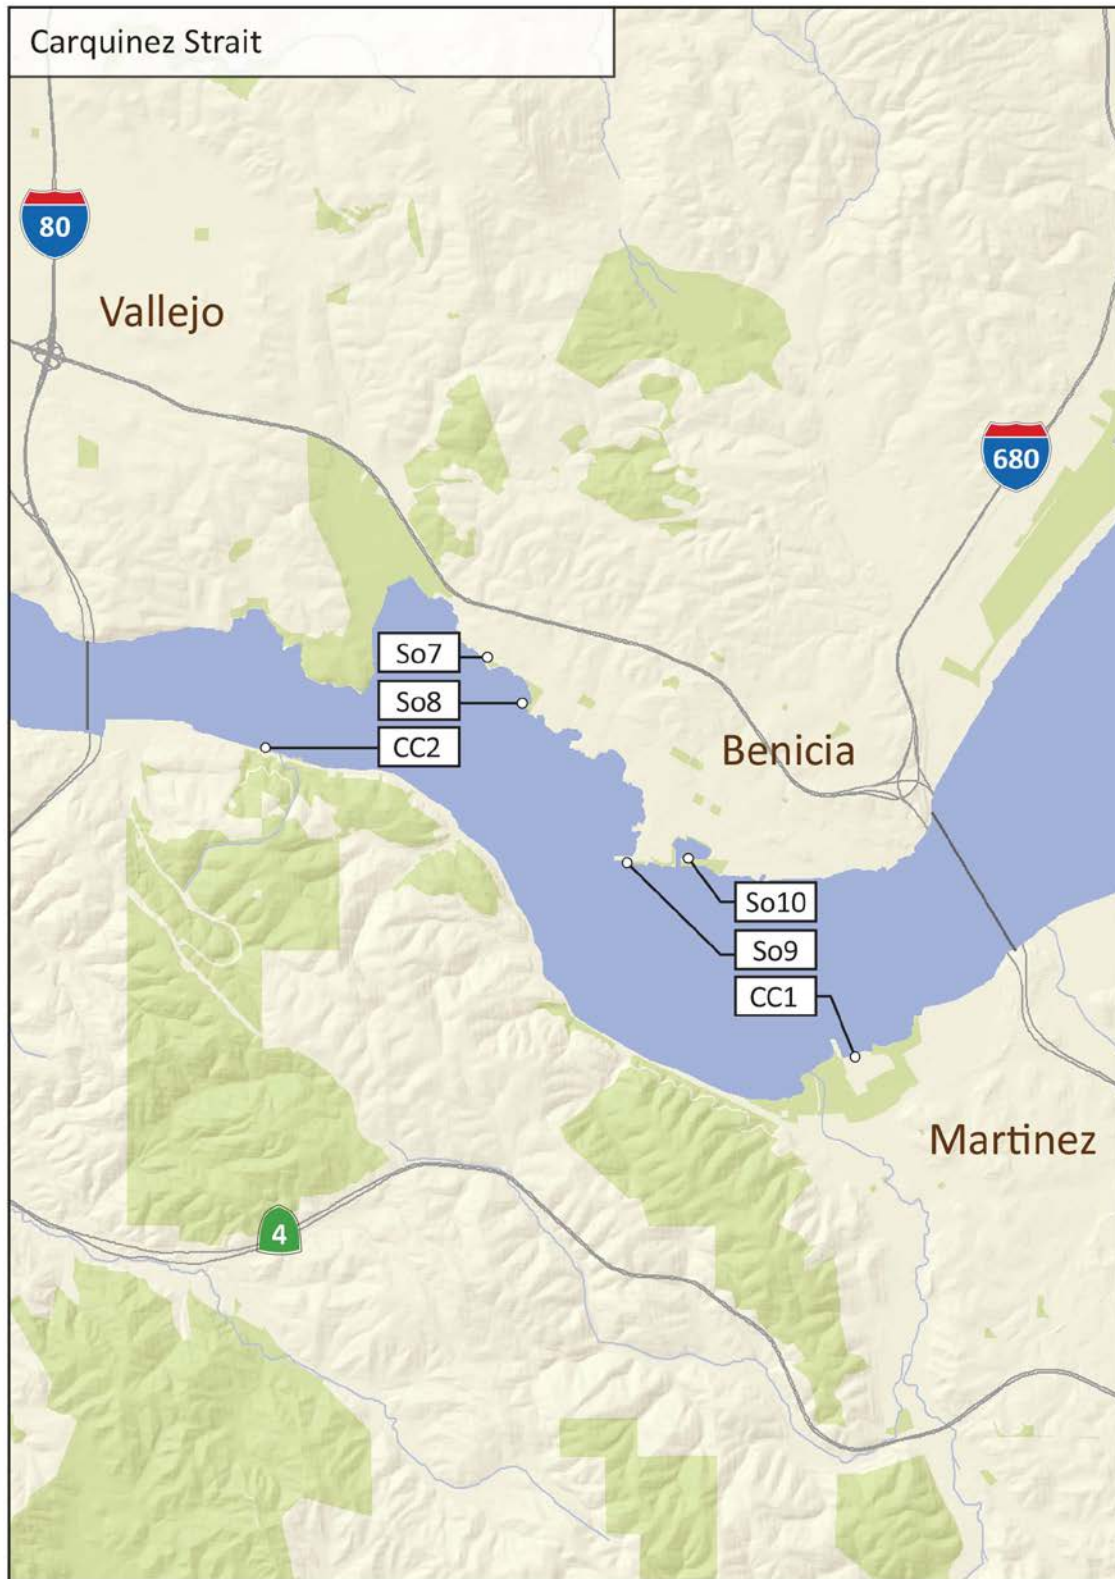 Carquinez Strait
80
Vallejo
680
So7
So8
CC2
Benicia
So10
So9
CC1
Martinez
4